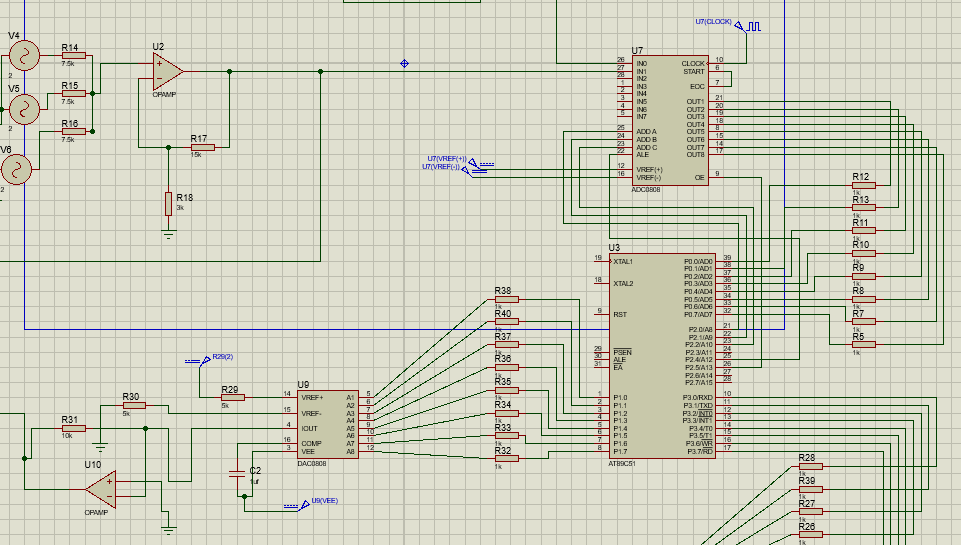 U7(CLOCK)
V4
2
R14
7.5k
V5
2
R15
7.5k
V6
2
R16
7.5k
U2
OPAMP
R17
15k
R18
3k
U7
26 IN0 CLOCK 10
27 IN1 START 6
28 IN2
1 IN3 EOC 7
2 IN4
3 IN5 OUT1 21
4 IN6 OUT2 20
5 IN7 OUT3 19
OUT4 18
25 ADD A OUT5 8
24 ADD B OUT6 15
23 ADD C OUT7 14
22 ALE OUT8 17
12 VREF(+)
16 VREF(-) OE 9
ADC0808
U7(VREF(+))
U7(VREF(-))
R12
1k
R13
1k
R11
1k
R10
1k
R9
1k
R8
1k
R7
1k
R5
1k
U3
19 XTAL1 P0.0/AD0 39
P0.1/AD1 38
P0.2/AD2 37
18 XTAL2 P0.3/AD3 36
P0.4/AD4 35
P0.5/AD5 34
P0.6/AD6 33
9 RST P0.7/AD7 32
P2.0/A8 21
P2.1/A9 22
P2.2/A10 23
29 PSEN P2.3/A11 24
30 ALE P2.4/A12 25
31 EA P2.5/A13 26
P2.6/A14 27
P2.7/A15 28
1 P1.0 P3.0/RXD 10
2 P1.1 P3.1/TXD 11
3 P1.2 P3.2/INT0 12
4 P1.3 P3.3/INT1 13
5 P1.4 P3.4/T0 14
6 P1.5 P3.5/T1 15
7 P1.6 P3.6/WR 16
8 P1.7 P3.7/RD 17
AT89C51
R38
1k
R40
1k
R37
1k
R36
1k
R35
1k
R34
1k
R33
1k
R32
1k
R29(2)
R29
5k
R30
5k
R31
10k
U9
14 VREF+ A1 5
A2 6
15 VREF- A3 7
A4 8
4 IOUT A5 9
A6 10
16 COMP A7 11
3 VEE A8 12
DAC0808
U10
OPAMP
C2
1uf
U9(VEE)
R28
1k
R39
1k
R27
1k
R26
1k